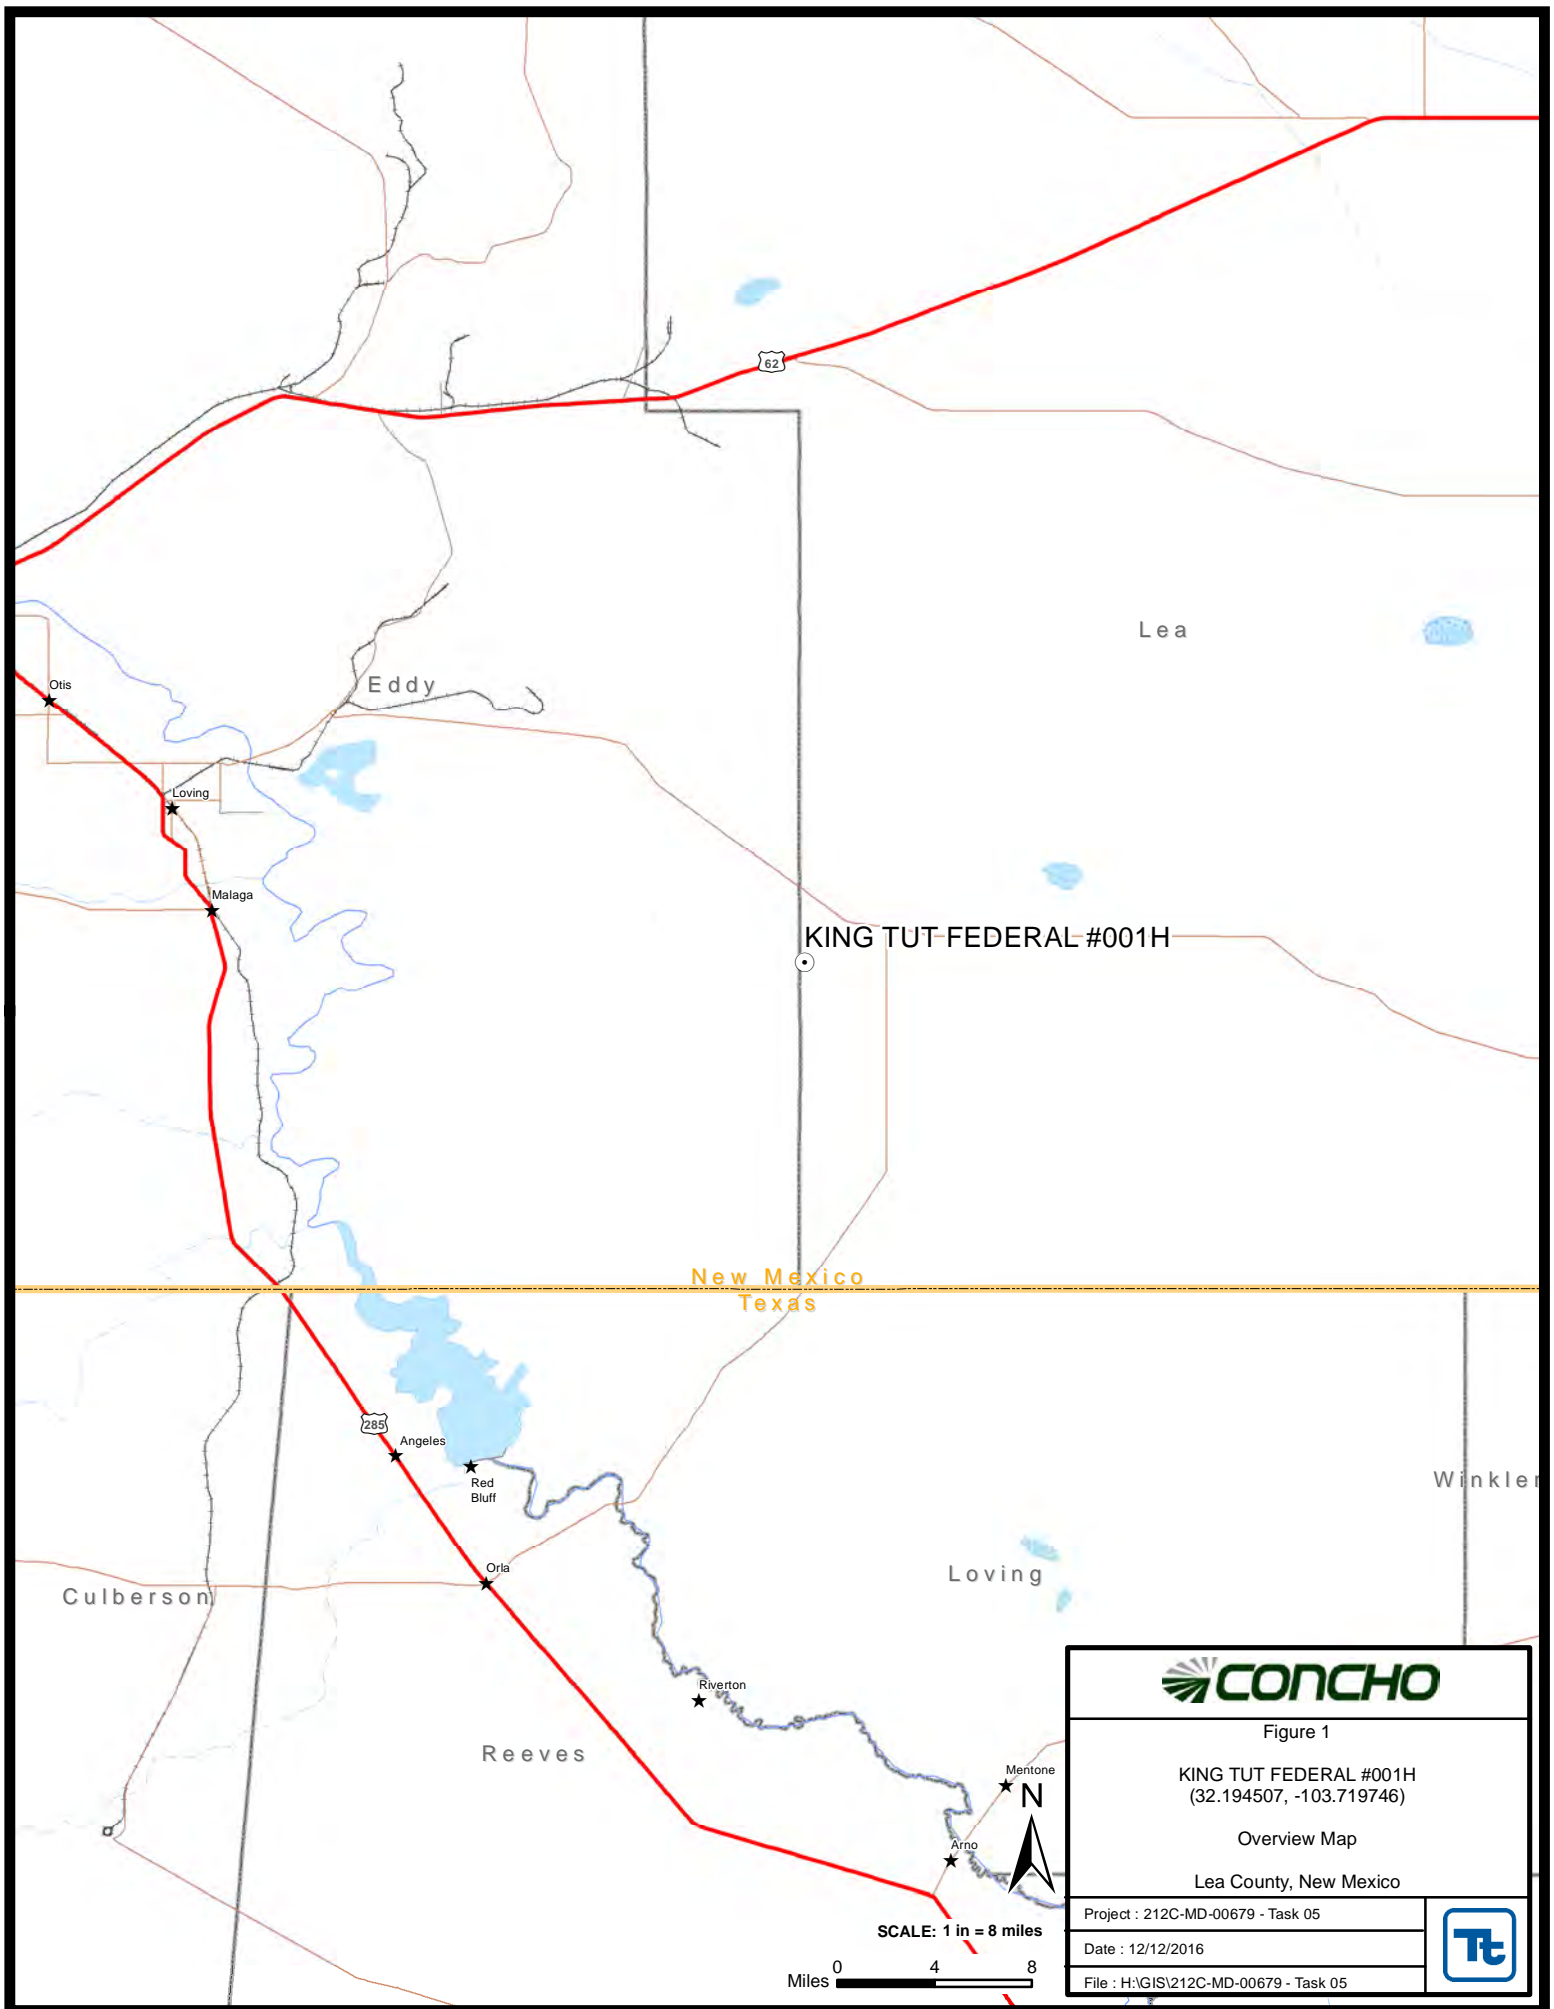 62
Lea
Eddy
Otis
Loving
Malaga
KING TUT FEDERAL #001H
New Mexico
Texas
285
Angeles
Red
Bluff
Winkler
Orla
Loving
Culberson
Riverton
Reeves
Mentone
N
Arno
SCALE: 1 in = 8 miles
0 4 8
Miles
CONCHO
Figure 1
KING TUT FEDERAL #001H
(32.194507, -103.719746)
Overview Map
Lea County, New Mexico
Project : 212C-MD-00679 - Task 05
Date : 12/12/2016
File : H:\GIS\212C-MD-00679 - Task 05
Tt